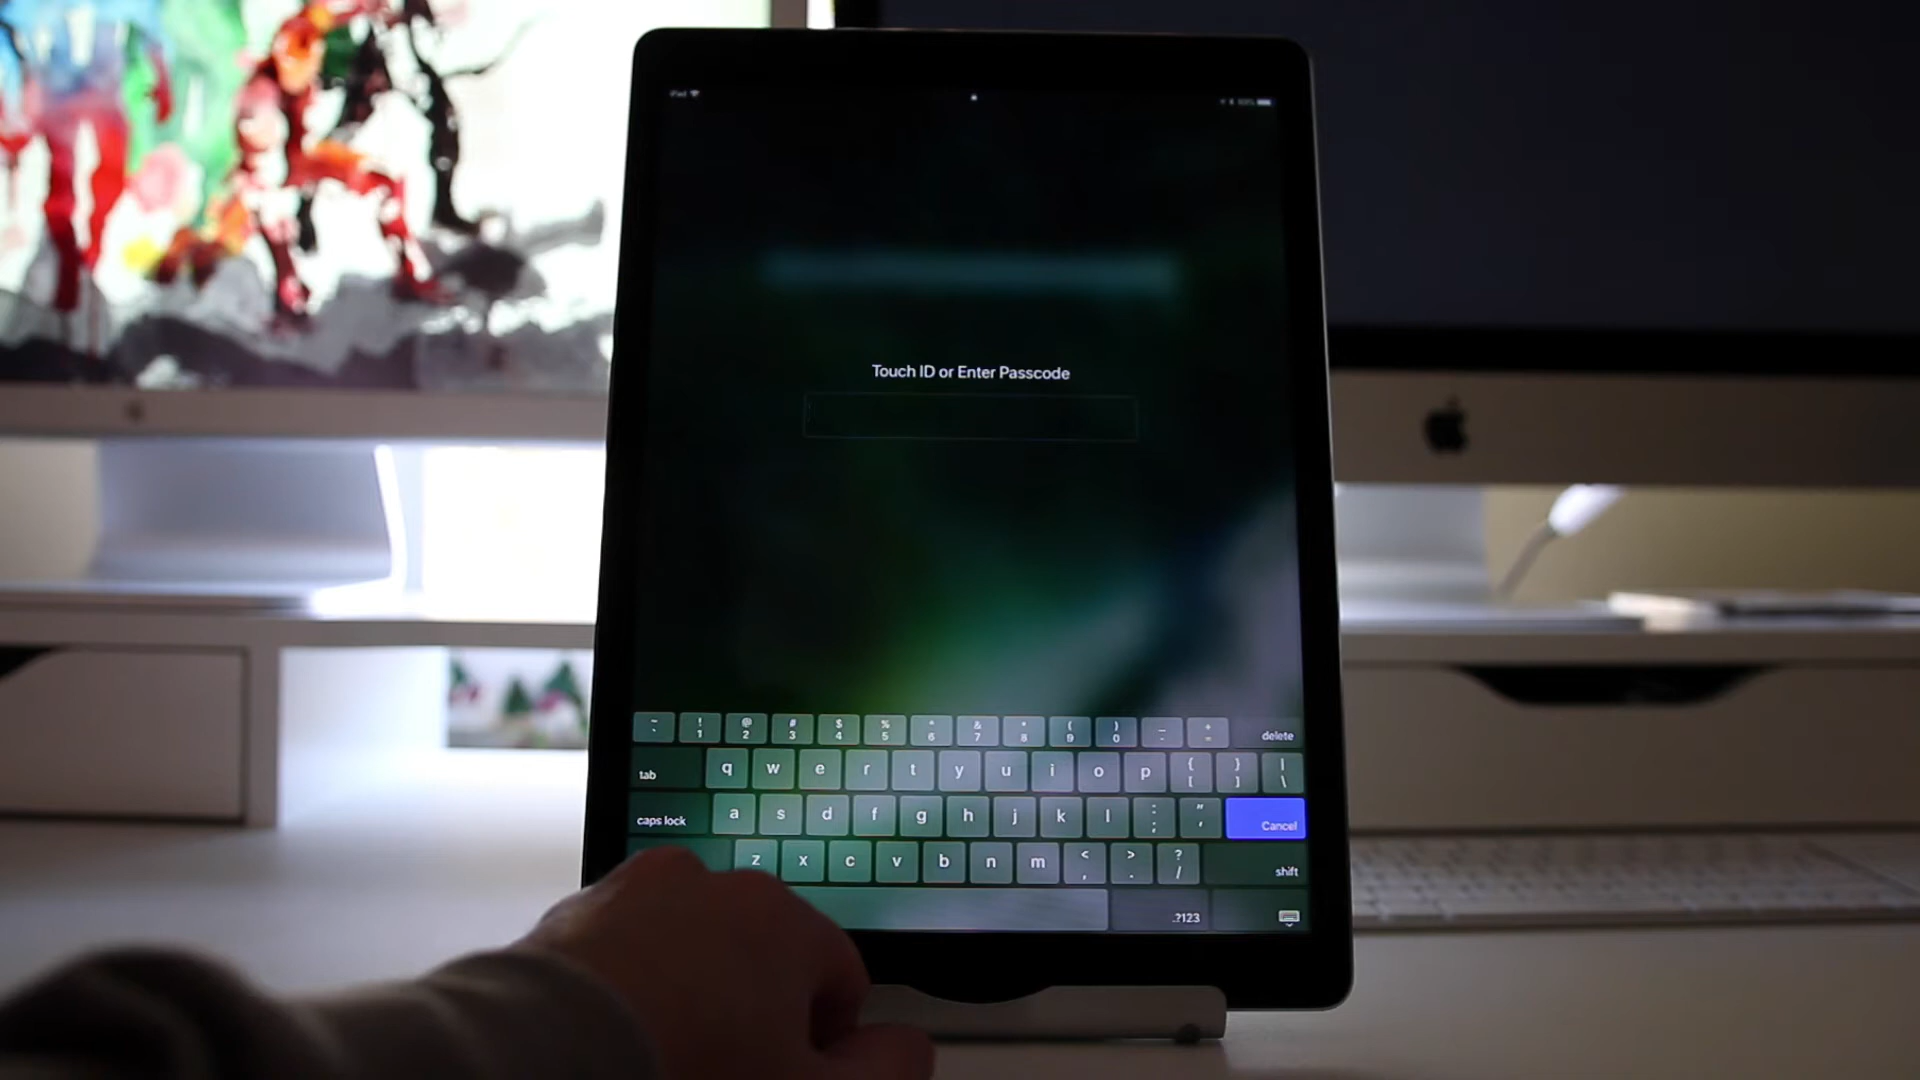 iPad
Touch ID or Enter Passcode
~ ! @ # $ % ^ & * ( ) _ +
` 1 2 3 4 5 6 7 8 9 0 - = delete
tab q w e r t y u i o p { [ } ] | \
caps lock a s d f g h j k l : ; " ' Cancel
z x c v b n m < , > . ? / shift
.?123